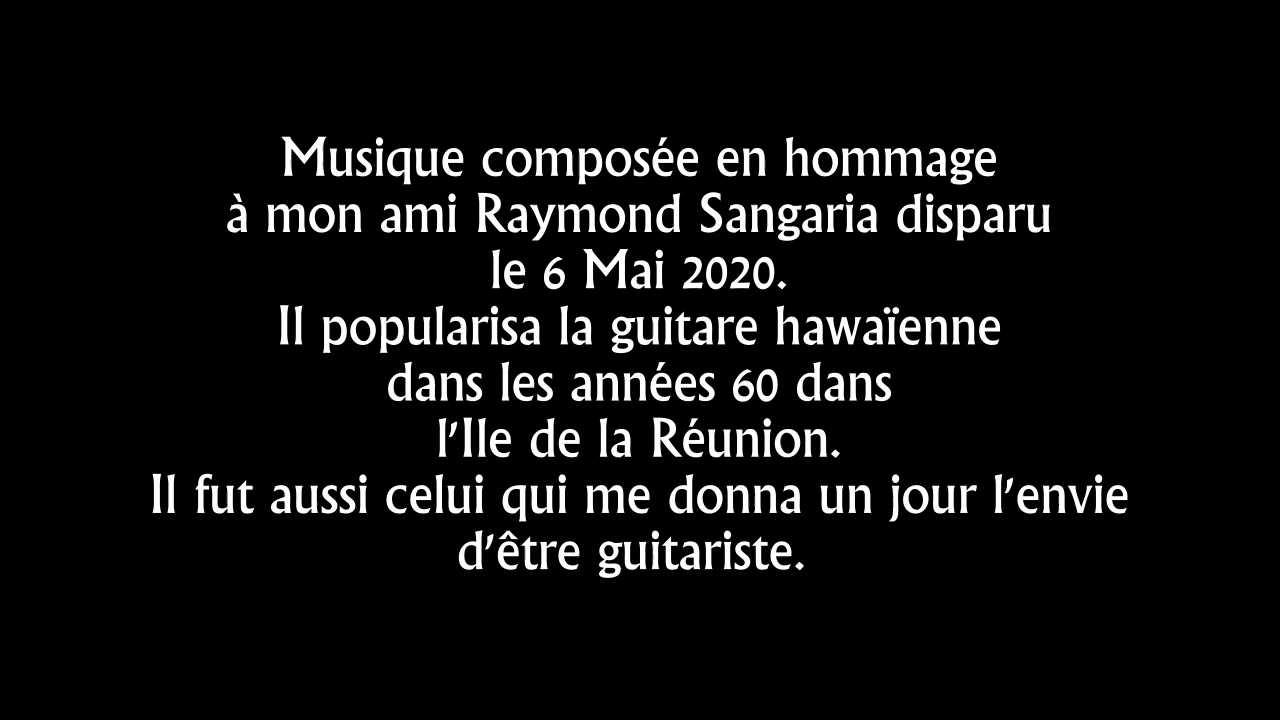 Musique composée en hommage
à mon ami Raymond Sangaria disparu
le 6 Mai 2020.
Il popularisa la guitare hawaïenne
dans les années 60 dans
l'Ile de la Réunion.
Il fut aussi celui qui me donna un jour l'envie
d'être guitariste.